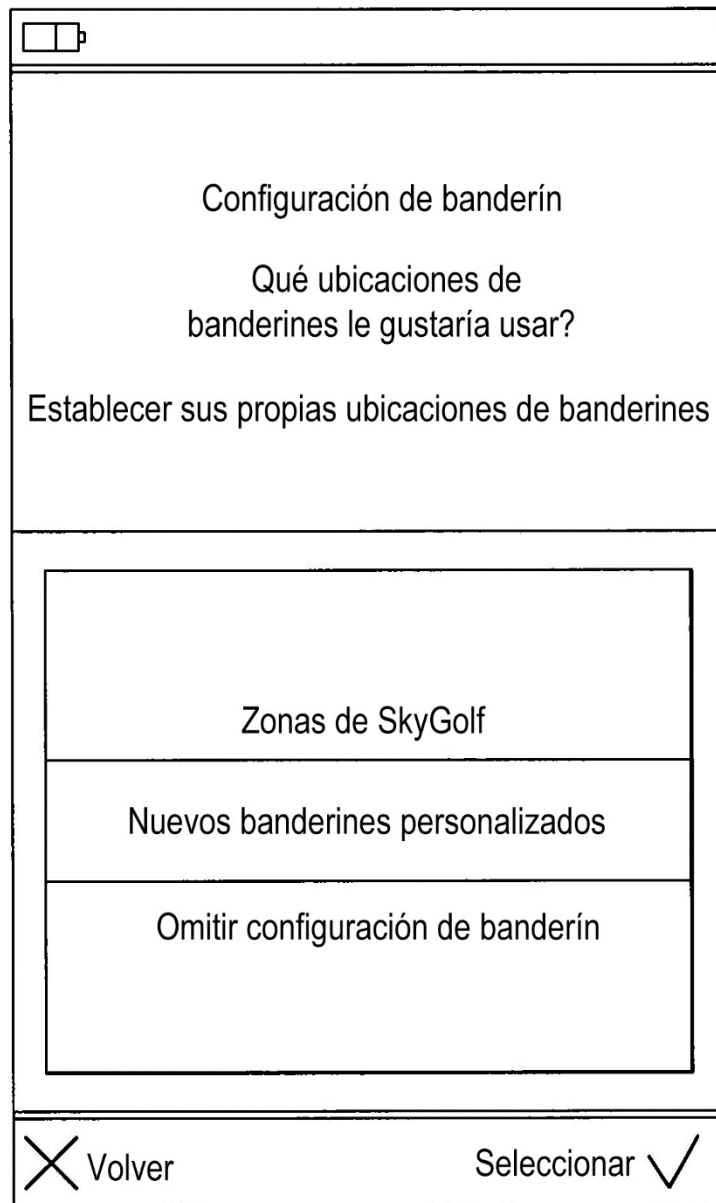 Configuración de banderín
Qué ubicaciones de
banderines le gustaría usar?
Establecer sus propias ubicaciones de banderines
Zonas de SkyGolf
Nuevos banderines personalizados
Omitir configuración de banderín
Volver
Seleccionar